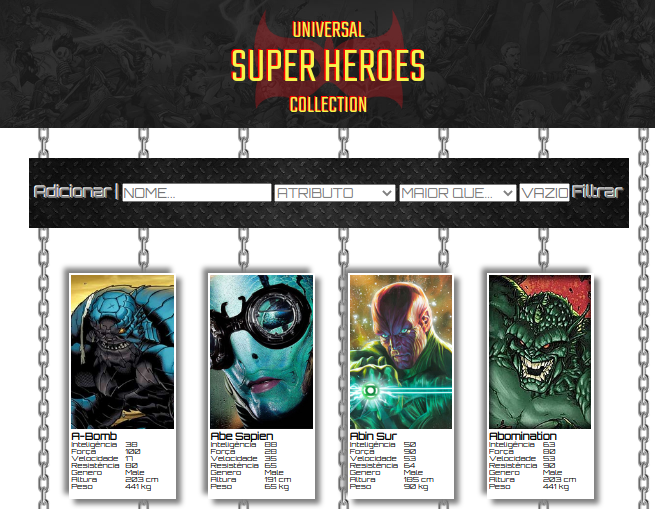 UNIVERSAL
SUPER HEROES
COLLECTION
Adicionar | NOME... ATRIBUTO MAIOR QUE... VAZIO Filtrar
A-Bomb
Inteligência 38
Força 100
Velocidade 17
Resistência 80
Genero Male
Altura 203 cm
Peso 441 kg
Abe Sapien
Inteligência 88
Força 28
Velocidade 35
Resistência 65
Genero Male
Altura 191 cm
Peso 65 kg
Abin Sur
Inteligência 50
Força 90
Velocidade 53
Resistência 64
Genero Male
Altura 185 cm
Peso 90 kg
Abomination
Inteligência 63
Força 80
Velocidade 53
Resistência 90
Genero Male
Altura 203 cm
Peso 441 kg